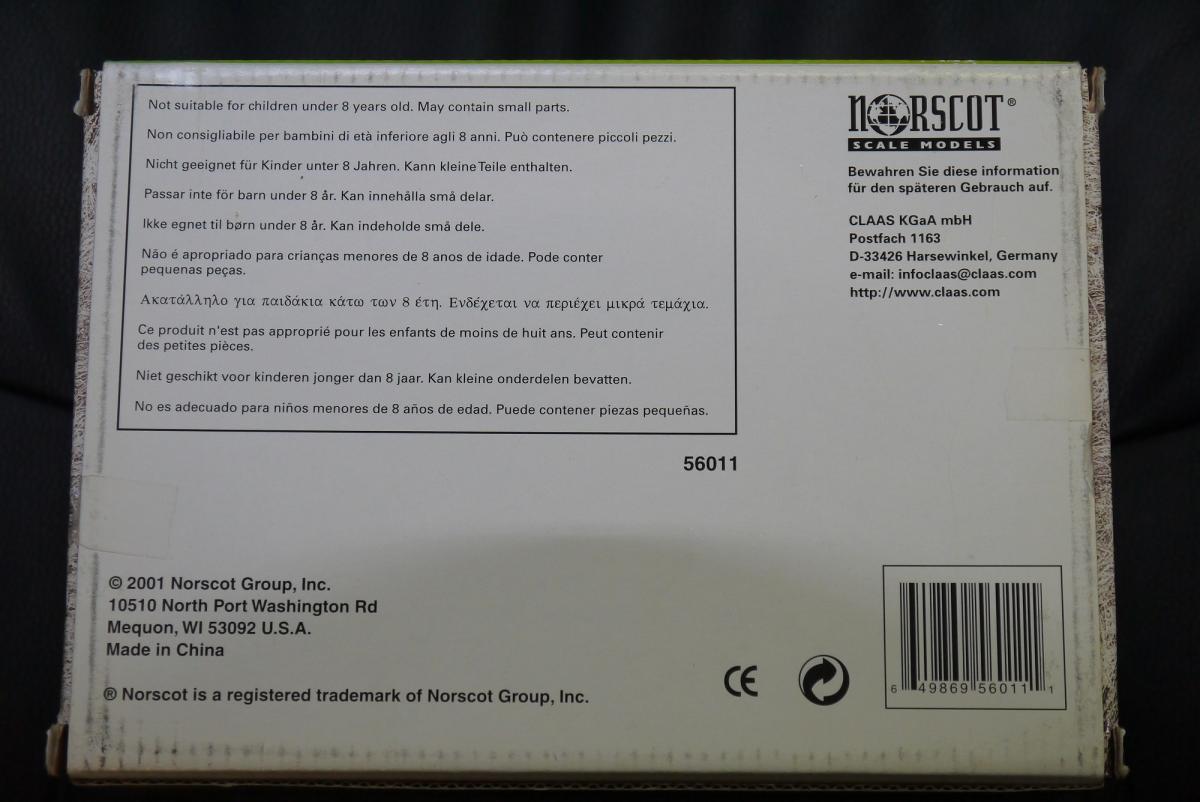 Not suitable for children under 8 years old. May contain small parts.
Non consigliabile per bambini di età inferiore agli 8 anni. Può contenere piccoli pezzi.
Nicht geeignet für Kinder unter 8 Jahren. Kann kleine Teile enthalten.
Passar inte för barn under 8 år. Kan innehålla små delar.
Ikke egnet til børn under 8 år. Kan indeholde små dele.
Não é apropriado para crianças menores de 8 anos de idade. Pode conter
pequenas peças.
Ακατάλληλο για παιδάκια κάτω των 8 έτη. Ενδέχεται να περιέχει μικρά τεμάχια.
Ce produit n'est pas approprié pour les enfants de moins de huit ans. Peut contenir
des petites pièces.
Niet geschikt voor kinderen jonger dan 8 jaar. Kan kleine onderdelen bevatten.
No es adecuado para niños menores de 8 años de edad. Puede contener piezas pequeñas.
56011
NORSCOT®
SCALE MODELS
Bewahren Sie diese information
für den späteren Gebrauch auf.
CLAAS KGaA mbH
Postfach 1163
D-33426 Harsewinkel, Germany
e-mail: infoclaas@claas.com
http://www.claas.com
© 2001 Norscot Group, Inc.
10510 North Port Washington Rd
Mequon, WI 53092 U.S.A.
Made in China
® Norscot is a registered trademark of Norscot Group, Inc.
CE
6 49869 56011 1